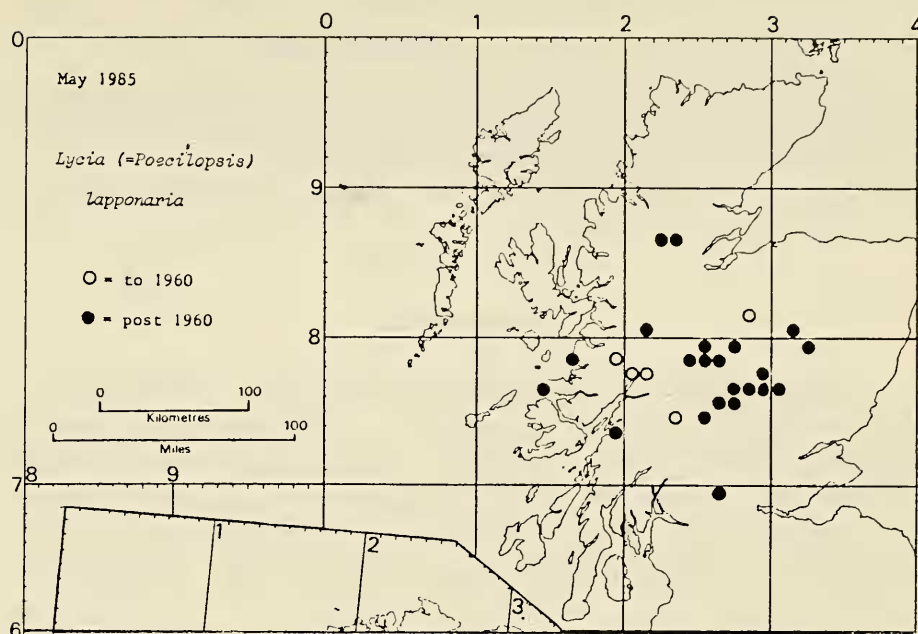 0 1 2 3 4
0
May 1985
Lycia (=Poecilopsis)
lapponaria
9
○ = to 1960
● = post 1960
8
0 100
Kilometres
0 100
Miles
7
8 9
1 2
3
6